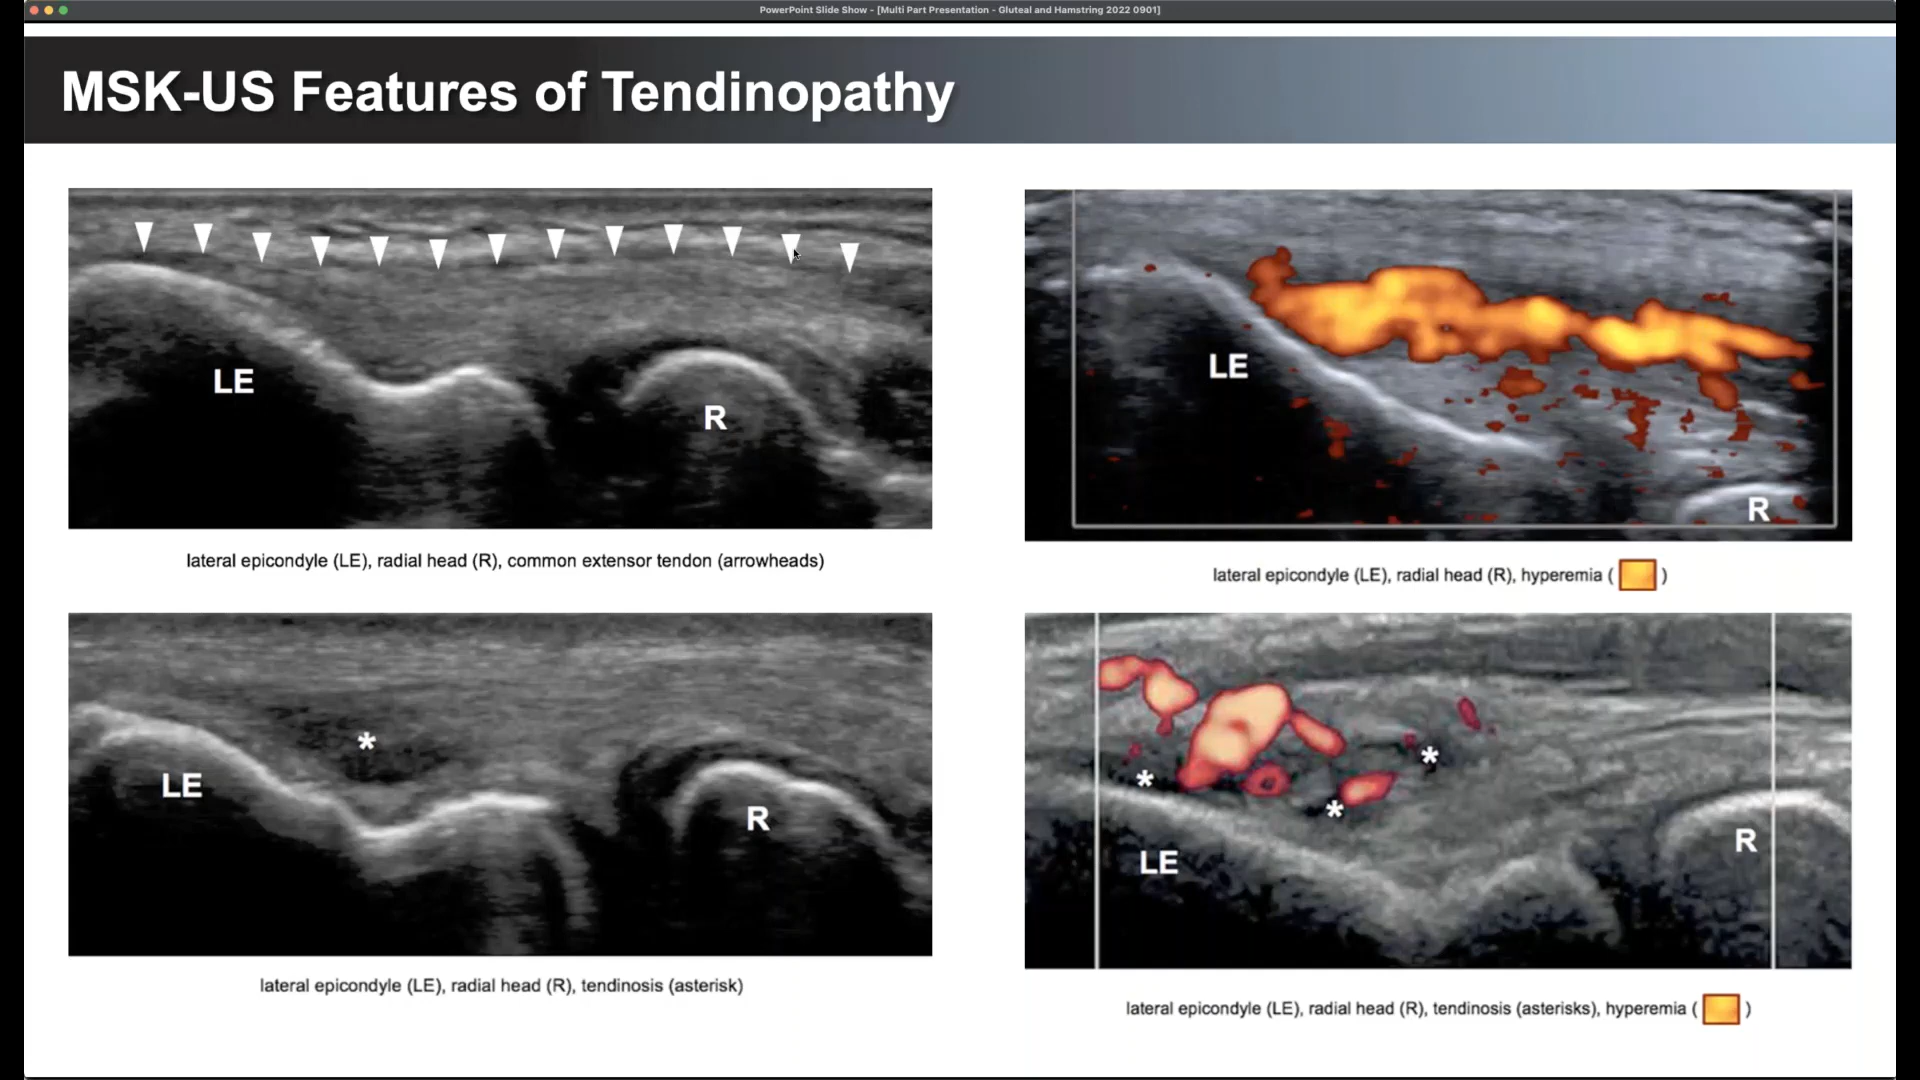 PowerPoint Slide Show - [Multi Part Presentation - Gluteal and Hamstring 2022 0901]
MSK-US Features of Tendinopathy
LE
R
lateral epicondyle (LE), radial head (R), common extensor tendon (arrowheads)
LE
R
lateral epicondyle (LE), radial head (R), hyperemia ( )
*
LE
R
lateral epicondyle (LE), radial head (R), tendinosis (asterisk)
*
*
*
LE
R
lateral epicondyle (LE), radial head (R), tendinosis (asterisks), hyperemia ( )